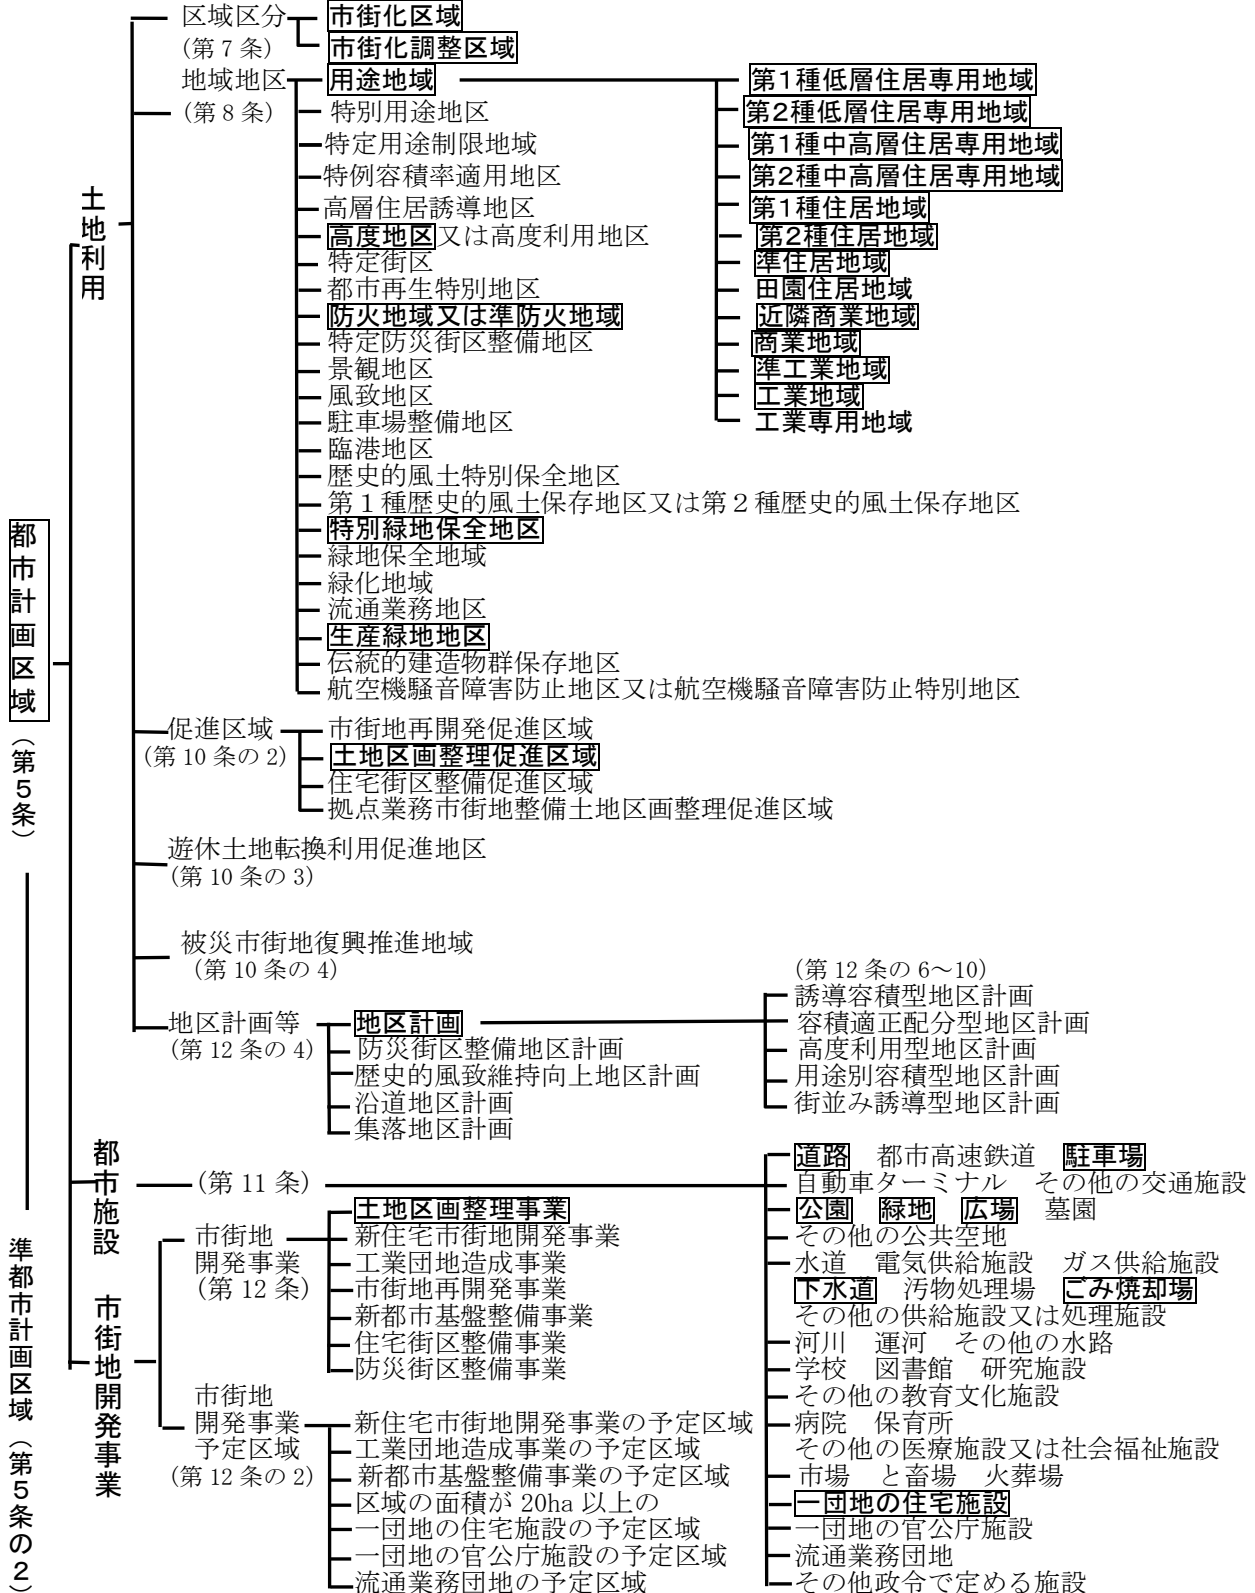 都市計画区域
(第5条)
準都市計画区域(第5条の2)
土地利用
区域区分
(第7条)
市街化区域
市街化調整区域
地域地区
(第8条)
用途地域
特別用途地区
特定用途制限地域
特例容積率適用地区
高層住居誘導地区
高度地区又は高度利用地区
特定街区
都市再生特別地区
防火地域又は準防火地域
特定防災街区整備地区
景観地区
風致地区
駐車場整備地区
臨港地区
歴史的風土特別保全地区
第1種歴史的風土保存地区又は第2種歴史的風土保存地区
特別緑地保全地区
緑地保全地域
緑化地域
流通業務地区
生産緑地地区
伝統的建造物群保存地区
航空機騒音障害防止地区又は航空機騒音障害防止特別地区
第1種低層住居専用地域
第2種低層住居専用地域
第1種中高層住居専用地域
第2種中高層住居専用地域
第1種住居地域
第2種住居地域
準住居地域
田園住居地域
近隣商業地域
商業地域
準工業地域
工業地域
工業専用地域
促進区域
(第10条の2)
市街地再開発促進区域
土地区画整理促進区域
住宅街区整備促進区域
拠点業務市街地整備土地区画整理促進区域
遊休土地転換利用促進地区
(第10条の3)
被災市街地復興推進地域
(第10条の4)
地区計画等
(第12条の4)
地区計画
防災街区整備地区計画
歴史的風致維持向上地区計画
沿道地区計画
集落地区計画
(第12条の6~10)
誘導容積型地区計画
容積適正配分型地区計画
高度利用型地区計画
用途別容積型地区計画
街並み誘導型地区計画
都市施設
(第11条)
道路 都市高速鉄道 駐車場
自動車ターミナル その他の交通施設
公園 緑地 広場 墓園
その他の公共空地
水道 電気供給施設 ガス供給施設
下水道 汚物処理場 ごみ焼却場
その他の供給施設又は処理施設
河川 運河 その他の水路
学校 図書館 研究施設
その他の教育文化施設
病院 保育所
その他の医療施設又は社会福祉施設
市場 と畜場 火葬場
一団地の住宅施設
一団地の官公庁施設
流通業務団地
その他政令で定める施設
市街地開発事業
市街地
開発事業
(第12条)
土地区画整理事業
新住宅市街地開発事業
工業団地造成事業
市街地再開発事業
新都市基盤整備事業
住宅街区整備事業
防災街区整備事業
市街地
開発事業
予定区域
(第12条の2)
新住宅市街地開発事業の予定区域
工業団地造成事業の予定区域
新都市基盤整備事業の予定区域
区域の面積が20ha以上の
一団地の住宅施設の予定区域
一団地の官公庁施設の予定区域
流通業務団地の予定区域